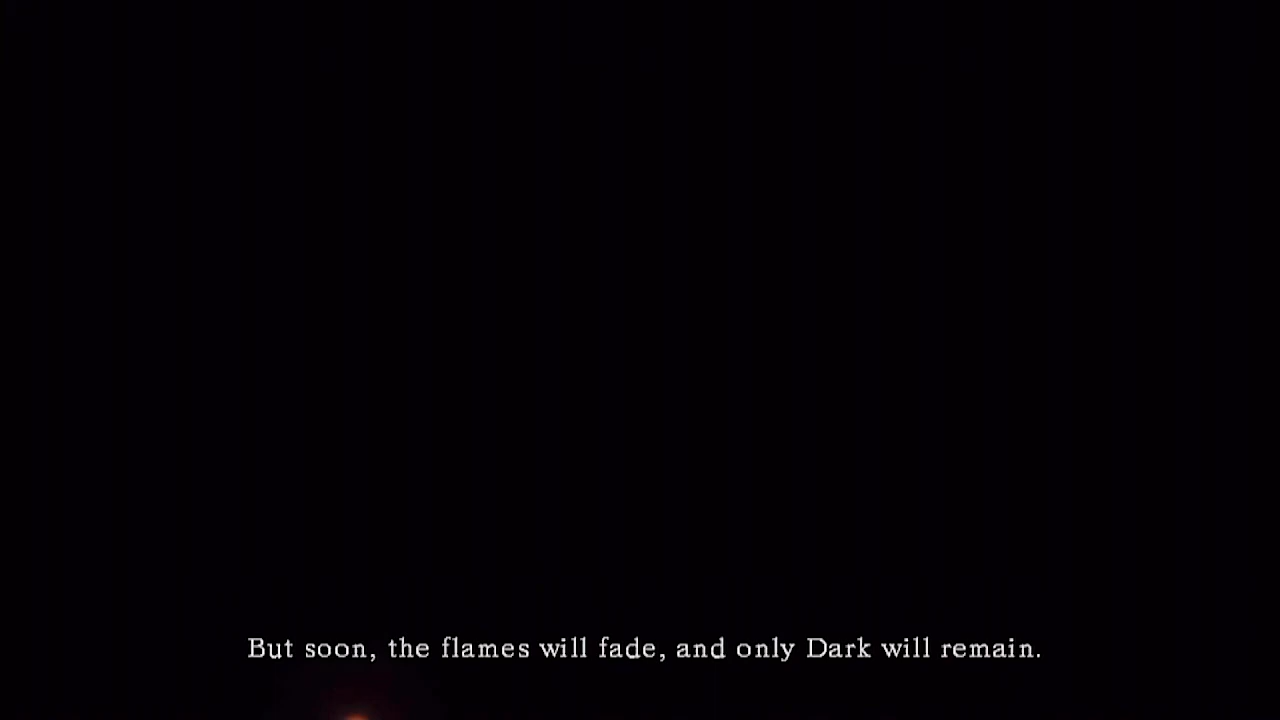 But soon, the flames will fade, and only Dark will remain.